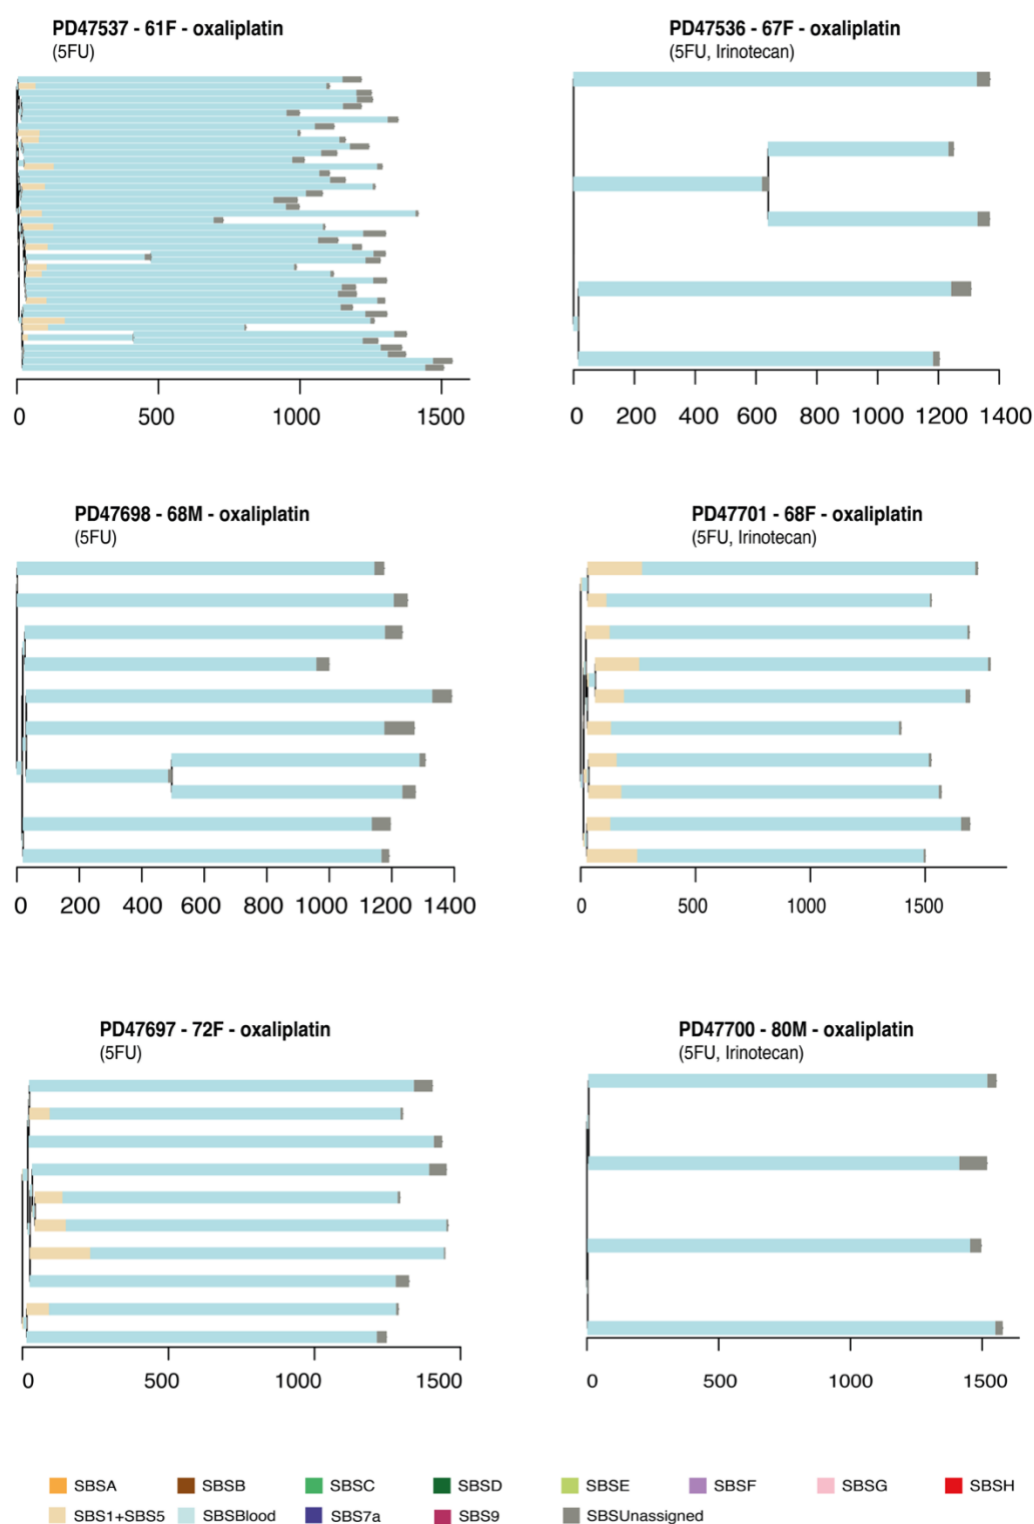 PD47537 - 61F - oxaliplatin
(5FU)
0 500 1000 1500
PD47536 - 67F - oxaliplatin
(5FU, Irinotecan)
0 200 400 600 800 1000 1200 1400
PD47698 - 68M - oxaliplatin
(5FU)
0 200 400 600 800 1000 1200 1400
PD47701 - 68F - oxaliplatin
(5FU, Irinotecan)
0 500 1000 1500
PD47697 - 72F - oxaliplatin
(5FU)
0 500 1000 1500
PD47700 - 80M - oxaliplatin
(5FU, Irinotecan)
0 500 1000 1500
SBSA SBSB SBSC SBSD SBSE SBSF SBSG SBSH
SBS1+SBS5 SBSBlood SBS7a SBS9 SBSUnassigned